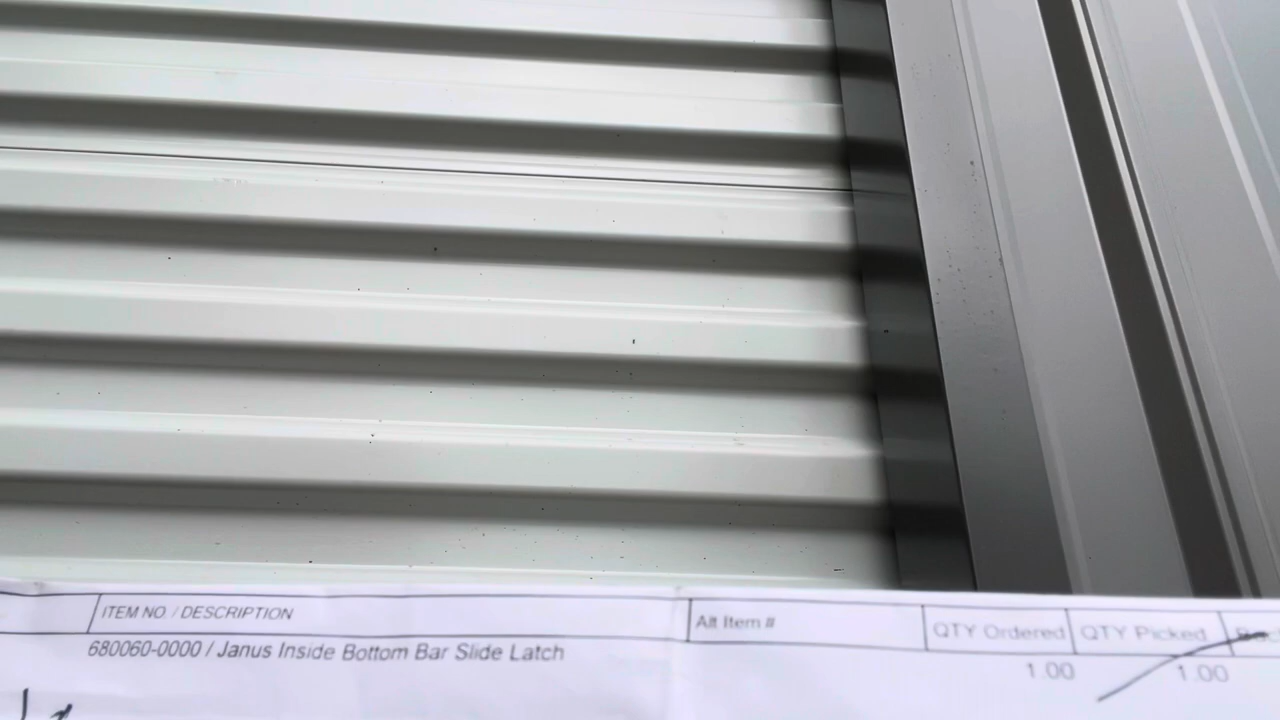 ITEM NO. / DESCRIPTION Alt Item # QTY Ordered QTY Picked
680060-0000 / Janus Inside Bottom Bar Slide Latch 1.00 1.00